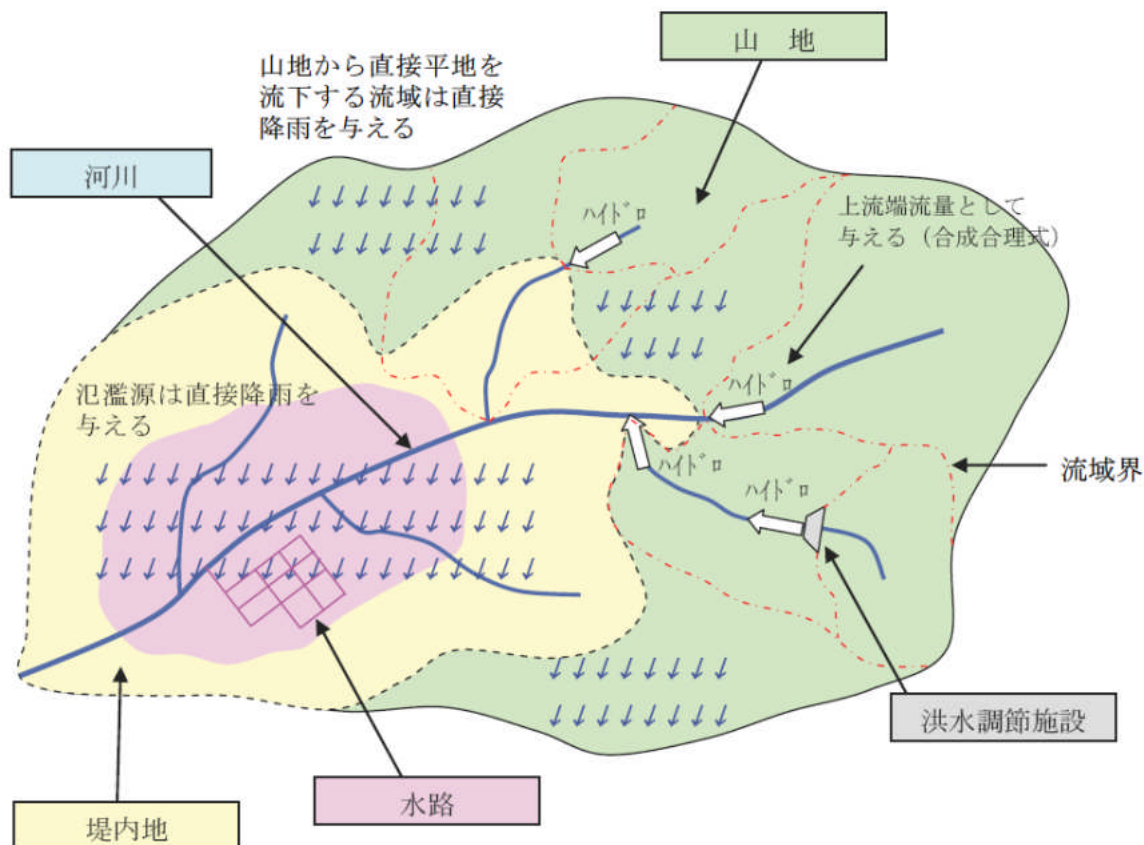 山 地
山地から直接平地を
流下する流域は直接
降雨を与える
河川
ﾊｲﾄﾞﾛ
上流端流量として
与える（合成合理式）
ﾊｲﾄﾞﾛ
氾濫源は直接降雨を
与える
ﾊｲﾄﾞﾛ
ﾊｲﾄﾞﾛ
流域界
洪水調節施設
水路
堤内地